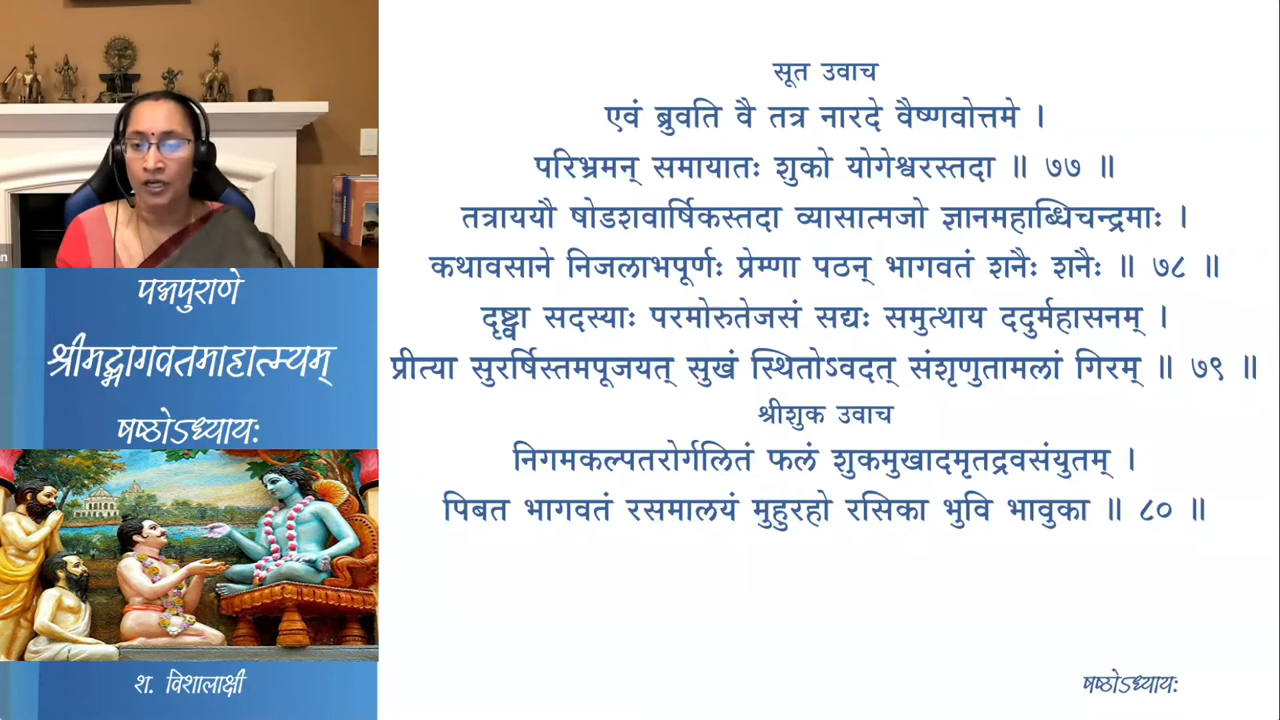 सूत उवाच
एवं ब्रुवति वै तत्र नारदे वैष्णवोत्तमे ।
परिभ्रमन् समायातः शुको योगेश्वरस्तदा ॥ ७७ ॥
तत्राययौ षोडशवार्षिकस्तदा व्यासात्मजो ज्ञानमहाब्धिचन्द्रमाः ।
कथावसाने निजलाभपूर्णः प्रेम्णा पठन् भागवतं शनैः शनैः ॥ ७८ ॥
दृष्ट्वा सदस्याः परमोरुतेजसं सद्यः समुत्थाय ददुर्महासनम् ।
प्रीत्या सुरर्षिस्तमपूजयत् सुखं स्थितोऽवदत् संशृणुतामलां गिरम् ॥ ७९ ॥
श्रीशुक उवाच
निगमकल्पतरोर्गलितं फलं शुकमुखादमृतद्रवसंयुतम् ।
पिबत भागवतं रसमालयं मुहुरहो रसिका भुवि भावुका ॥ ८० ॥
पद्मपुराणे
श्रीमद्भागवतमाहात्म्यम्
षष्ठोऽध्यायः
श. विशालाक्षी
षष्ठोऽध्यायः